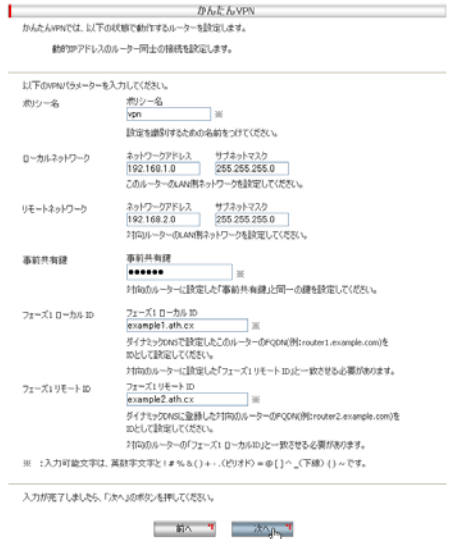 かんたんVPN
かんたんVPNでは、以下の状態で動作するルーターを設定します。
動的IPアドレスのルーター同士の接続を設定します。
以下のVPNパラメーターを入力してください。
ポリシー名
ポリシー名
vpn ※
設定を識別するための名前をつけてください。
ローカルネットワーク
ネットワークアドレス サブネットマスク
192.168.1.0 255.255.255.0
このルーターのLAN側ネットワークを設定してください。
リモートネットワーク
ネットワークアドレス サブネットマスク
192.168.2.0 255.255.255.0
対向ルーターのLAN側ネットワークを設定してください。
事前共有鍵
事前共有鍵
●●●●●● ※
対向のルーターに設定した「事前共有鍵」と同一の鍵を設定してください。
フェーズ1 ローカル ID
フェーズ1 ローカル ID
example1.ath.cx ※
ダイナミックDNSで設定したこのルーターのFQDN(例:router1.example.com)を
IDとして設定してください。
対向のルーターに設定した「フェーズ1 リモート ID」と一致させる必要があります。
フェーズ1 リモート ID
フェーズ1 リモート ID
example2.ath.cx ※
ダイナミックDNSに登録した対向のルーターのFQDN(例:router2.example.com)を
IDとして設定してください。
対向のルーターの「フェーズ1 ローカルID」と一致させる必要があります。
※ :入力可能文字は、英数字文字と ! # % & ( ) + - . (ピリオド) = @ [ ] ^ _ (下線) { } ~ です。
入力が完了しましたら、「次へ」のボタンを押してください。
前へ 次へ